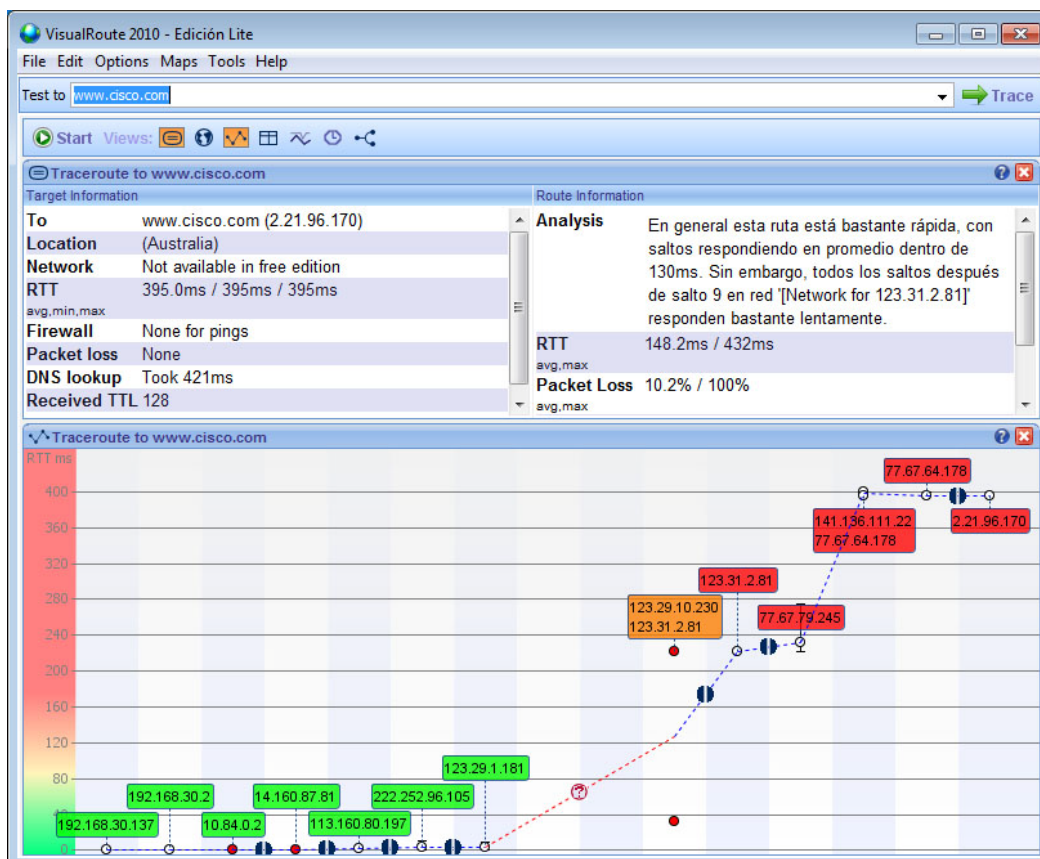 VisualRoute 2010 - Edición Lite
File Edit Options Maps Tools Help
Test to www.cisco.com Trace
Start Views:
Traceroute to www.cisco.com
Target Information
To www.cisco.com (2.21.96.170)
Location (Australia)
Network Not available in free edition
RTT 395.0ms / 395ms / 395ms
avg,min,max
Firewall None for pings
Packet loss None
DNS lookup Took 421ms
Received TTL 128
Route Information
Analysis En general esta ruta está bastante rápida, con
saltos respondiendo en promedio dentro de
130ms. Sin embargo, todos los saltos después
de salto 9 en red '[Network for 123.31.2.81]'
responden bastante lentamente.
RTT 148.2ms / 432ms
avg,max
Packet Loss 10.2% / 100%
avg,max
Traceroute to www.cisco.com
RTT ms
77.67.64.178
400
141.136.111.22 2.21.96.170
77.67.64.178
360
320
123.31.2.81
280
123.29.10.230
123.31.2.81
77.67.79.245
240
200
160
120
123.29.1.181
80
192.168.30.2 14.160.87.81 222.252.96.105
40
192.168.30.137 10.84.0.2 113.160.80.197
0